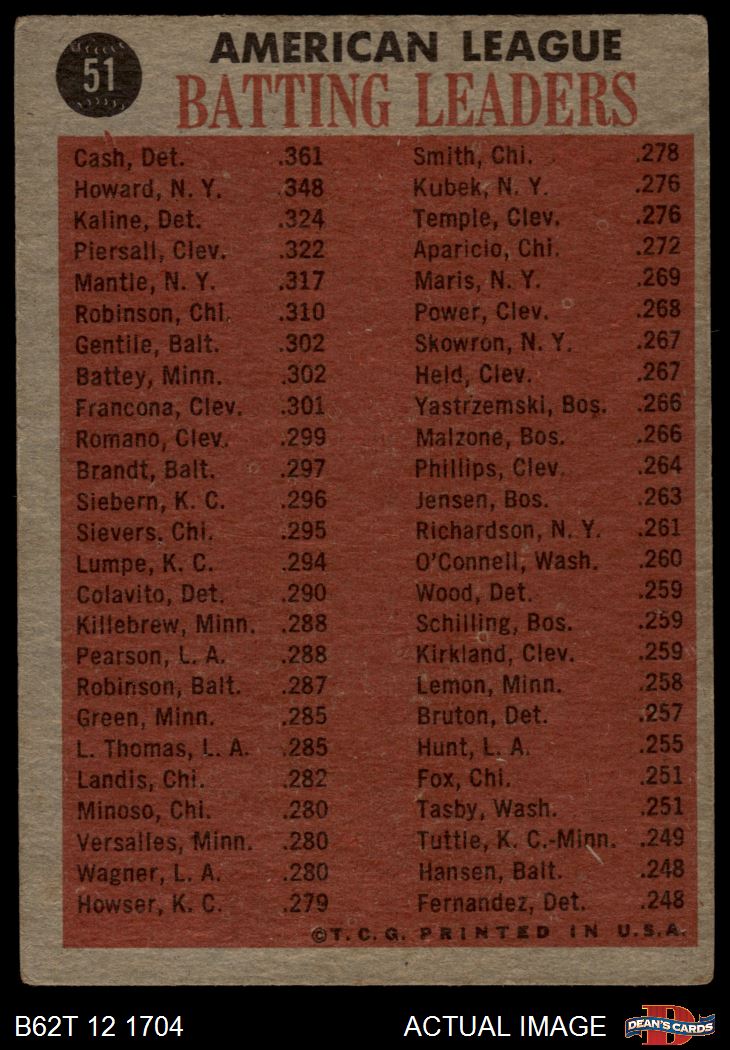 51
AMERICAN LEAGUE
BATTING LEADERS
Cash, Det. .361
Howard, N. Y. .348
Kaline, Det. .324
Piersall, Clev. .322
Mantle, N. Y. .317
Robinson, Chi. .310
Gentile, Balt. .302
Battey, Minn. .302
Francona, Clev. .301
Romano, Clev. .299
Brandt, Balt. .297
Siebern, K. C. .296
Sievers, Chi. .295
Lumpe, K. C. .294
Colavito, Det. .290
Killebrew, Minn. .288
Pearson, L. A. .288
Robinson, Balt. .287
Green, Minn. .285
L. Thomas, L. A. .285
Landis, Chi. .282
Minoso, Chi. .280
Versalles, Minn. .280
Wagner, L. A. .280
Howser, K. C. .279
Smith, Chi. .278
Kubek, N. Y. .276
Temple, Clev. .276
Aparicio, Chi. .272
Maris, N. Y. .269
Power, Clev. .268
Skowron, N. Y. .267
Held, Clev. .267
Yastrzemski, Bos. .266
Malzone, Bos. .266
Phillips, Clev. .264
Jensen, Bos. .263
Richardson, N. Y. .261
O'Connell, Wash. .260
Wood, Det. .259
Schilling, Bos. .259
Kirkland, Clev. .259
Lemon, Minn. .258
Bruton, Det. .257
Hunt, L. A. .255
Fox, Chi. .251
Tasby, Wash. .251
Tuttle, K. C.-Minn. .249
Hansen, Balt. .248
Fernandez, Det. .248
©T. C. G. PRINTED IN U.S.A.
B62T 12 1704 ACTUAL IMAGE
DEAN'S CARDS